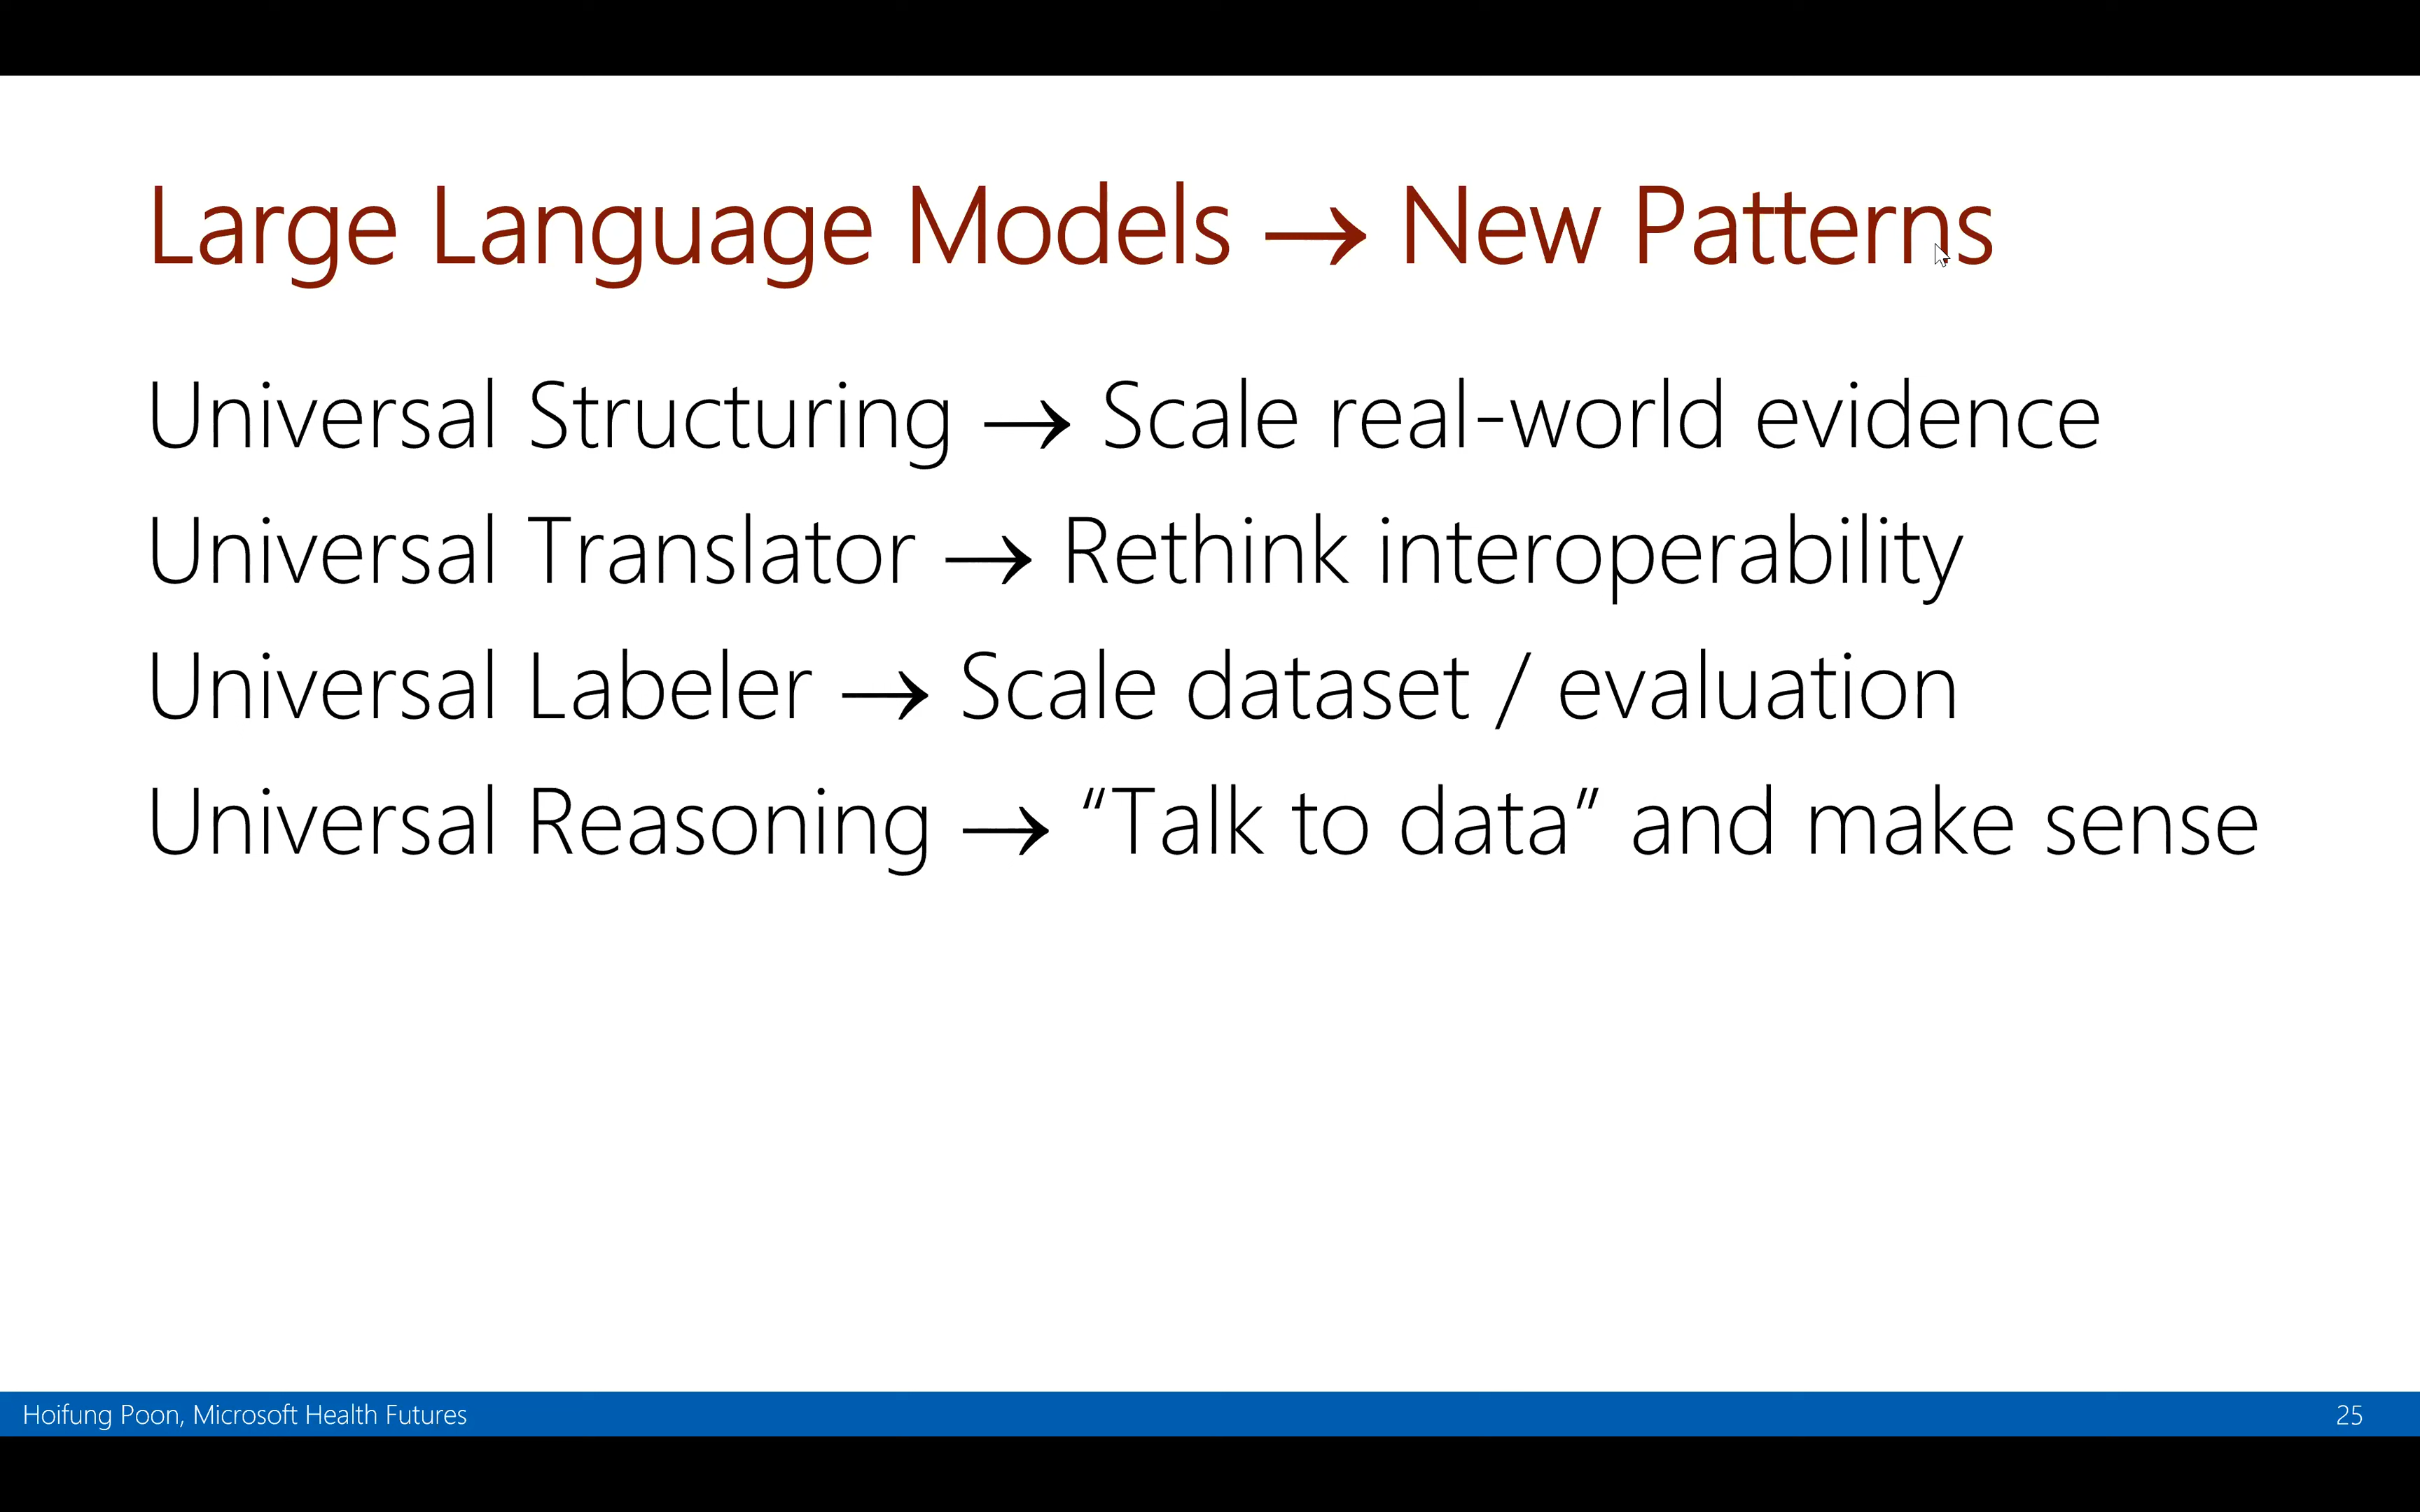 Large Language Models → New Patterns
Universal Structuring → Scale real-world evidence
Universal Translator → Rethink interoperability
Universal Labeler → Scale dataset / evaluation
Universal Reasoning → “Talk to data” and make sense
Hoifung Poon, Microsoft Health Futures
25